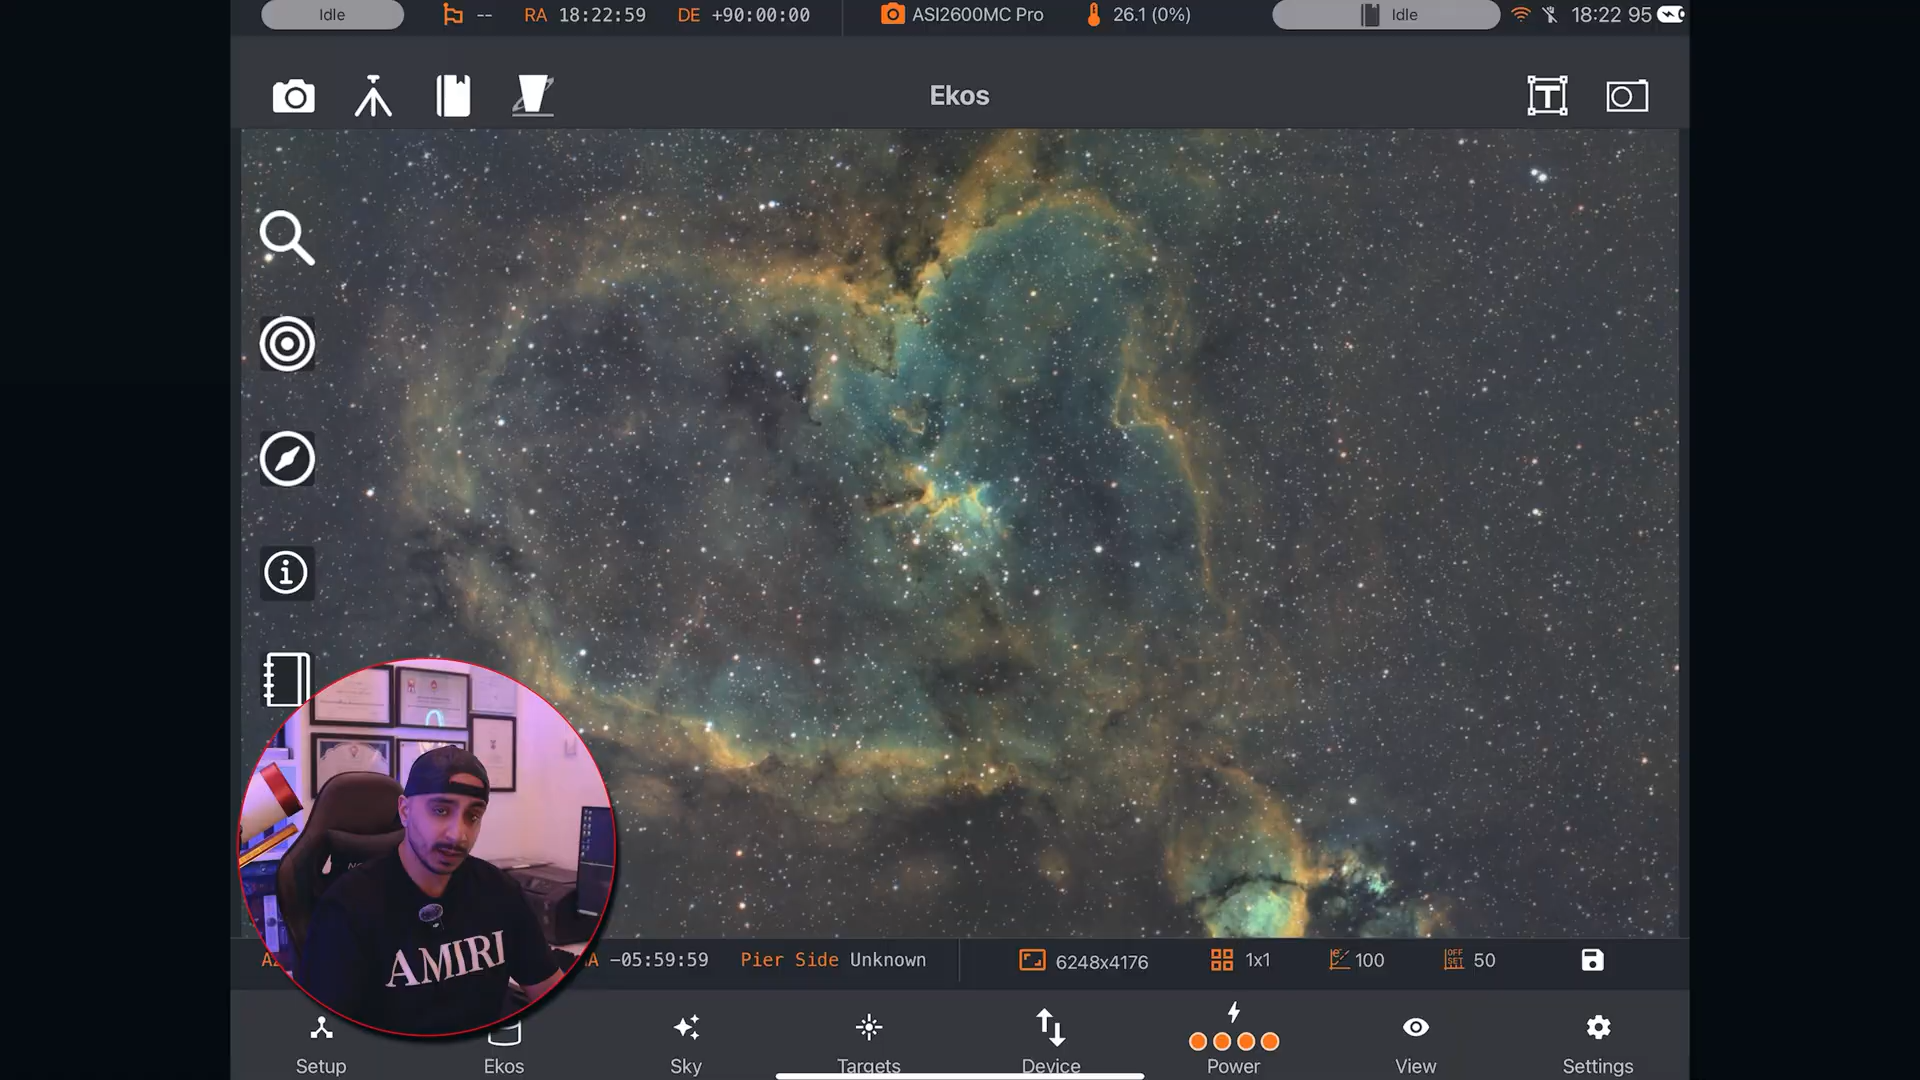 Idle -- RA 18:22:59 DE +90:00:00 ASI2600MC Pro 26.1 (0%) Idle 18:22 95
Ekos
T
i
AMIRI
-05:59:59 Pier Side Unknown 6248x4176 1x1 100 OFF SET 50
Setup Ekos Sky Targets Device Power View Settings